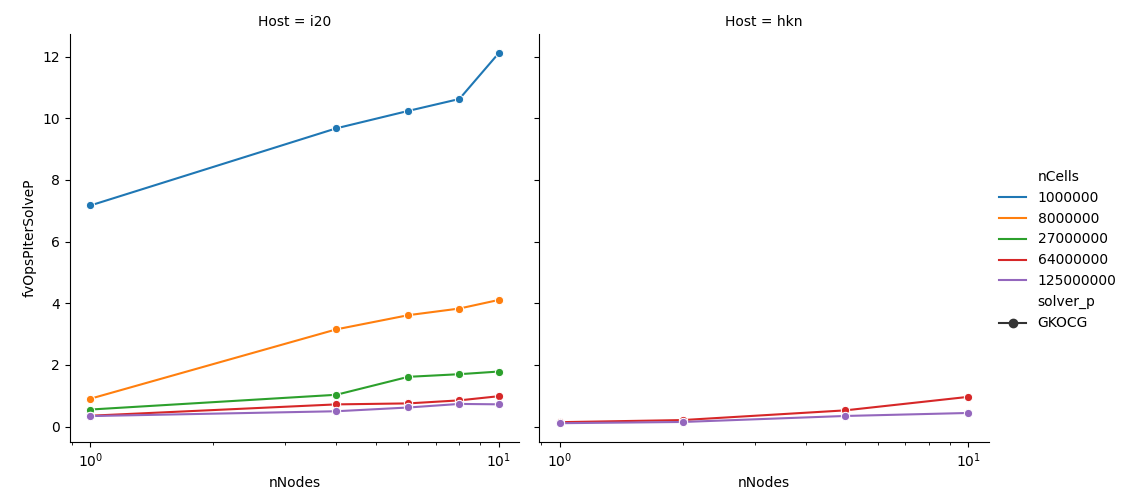 Host = i20
Host = hkn
12
10
8
6
4
2
0
fvOpsPIterSolveP
10⁰
10¹
10⁰
10¹
nNodes
nNodes
nCells
1000000
8000000
27000000
64000000
125000000
solver_p
GKOCG